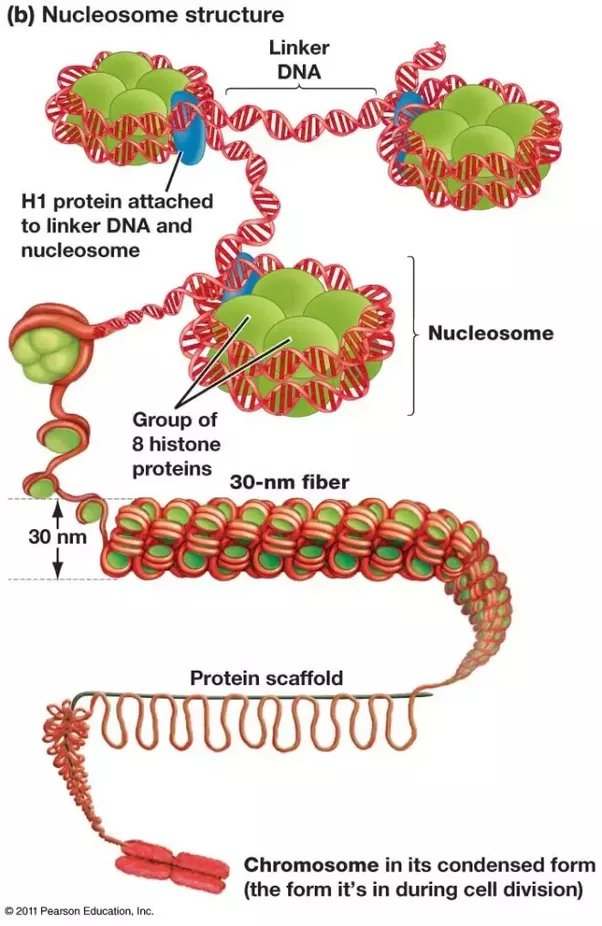 (b) Nucleosome structure
Linker
DNA
H1 protein attached
to linker DNA and
nucleosome
Nucleosome
Group of
8 histone
proteins
30-nm fiber
30 nm
Protein scaffold
Chromosome in its condensed form
(the form it's in during cell division)
© 2011 Pearson Education, Inc.